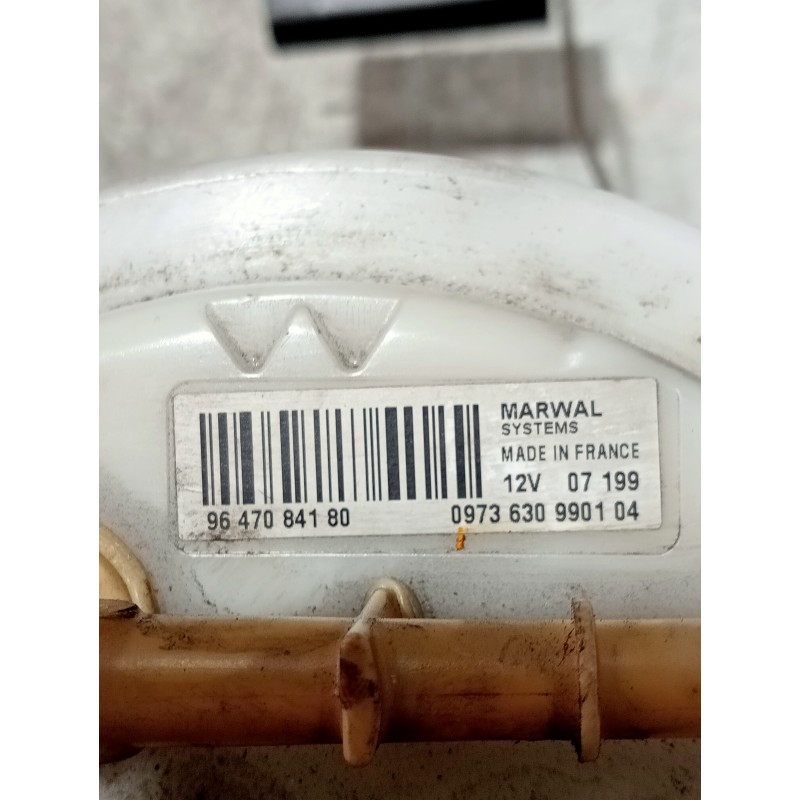 MARWAL
SYSTEMS
MADE IN FRANCE
12V 07 199
96 470 841 80 0973 630 9901 04